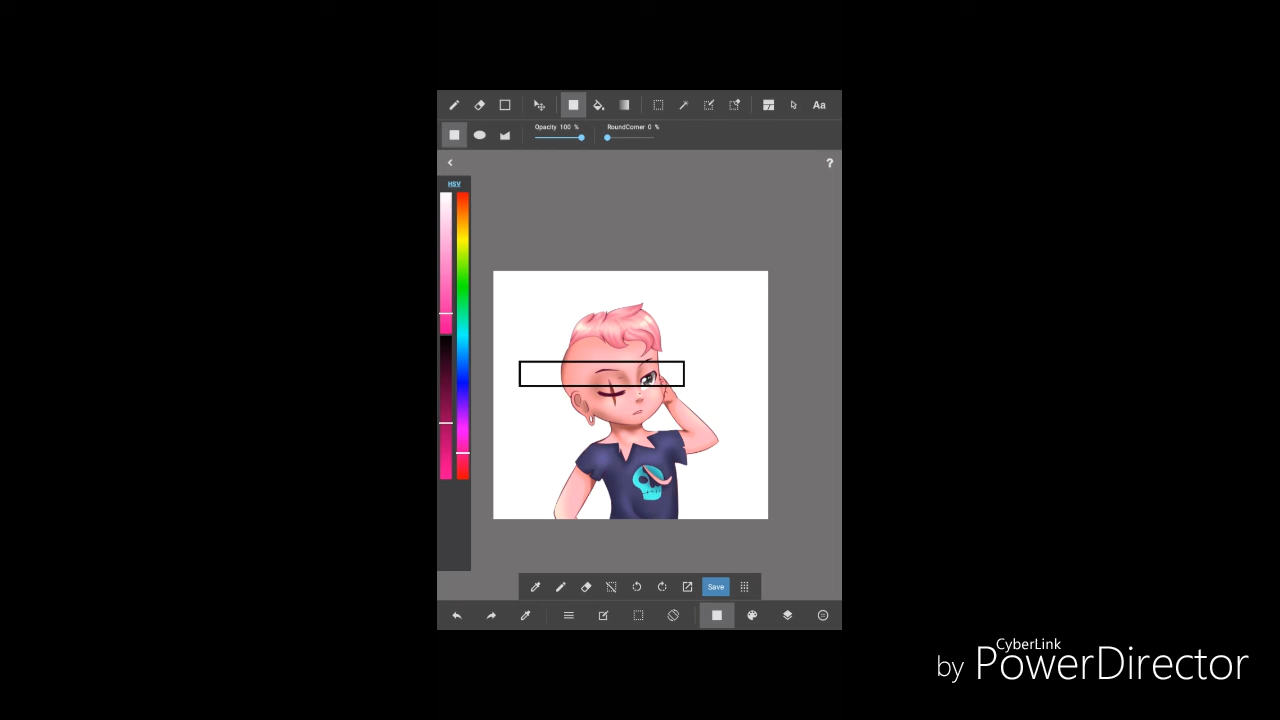 Aa
Opacity 100 %
RoundCorner 0 %
?
HSV
Save
CyberLink
by PowerDirector